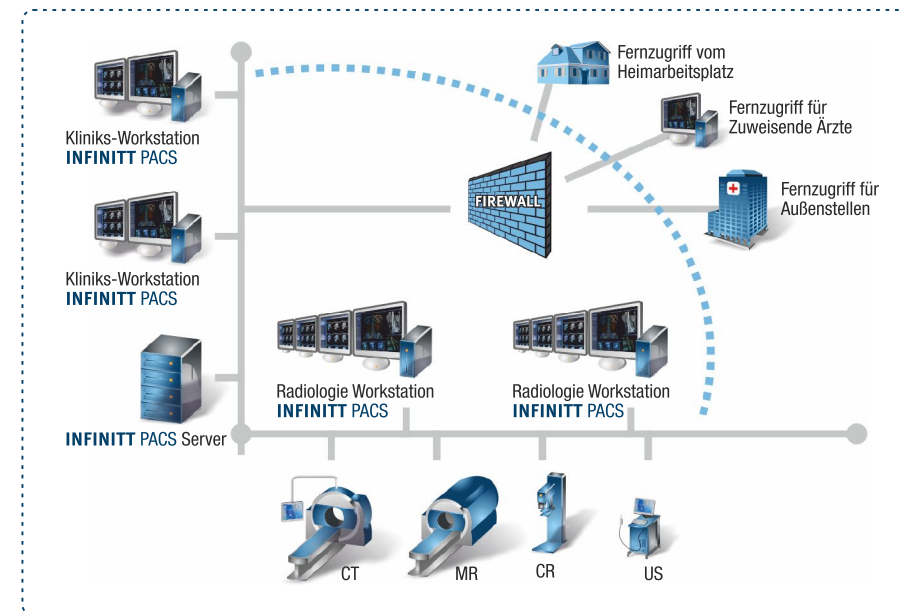 Fernzugriff vom
Heimarbeitsplatz
Fernzugriff für
Zuweisende Ärzte
Kliniks-Workstation
INFINITT PACS
FIREWALL
Fernzugriff für
Außenstellen
Kliniks-Workstation
INFINITT PACS
Radiologie Workstation
INFINITT PACS
Radiologie Workstation
INFINITT PACS
INFINITT PACS Server
CT
MR
CR
US